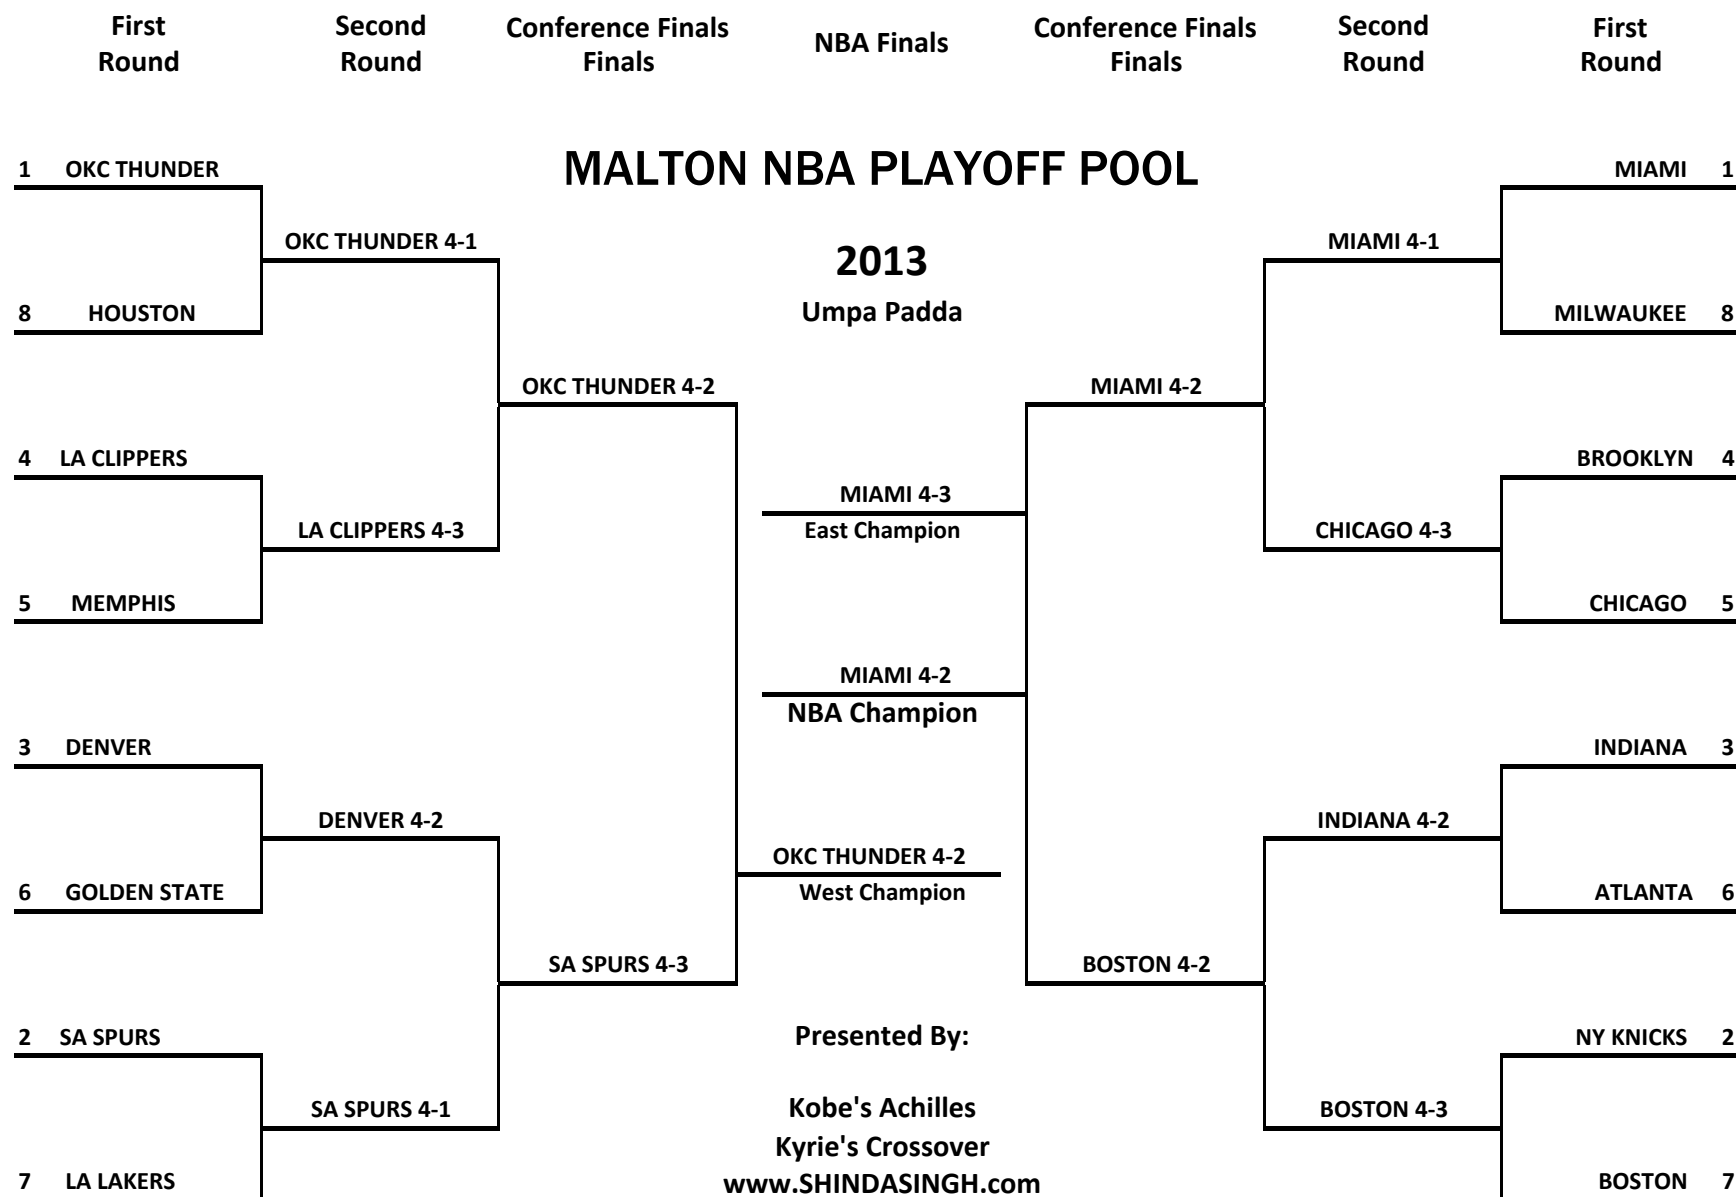 First Round
Second Round
Conference Finals Finals
NBA Finals
Conference Finals Finals
Second Round
First Round
MALTON NBA PLAYOFF POOL
2013
Umpa Padda
1 OKC THUNDER
OKC THUNDER 4-1
8 HOUSTON
OKC THUNDER 4-2
4 LA CLIPPERS
LA CLIPPERS 4-3
5 MEMPHIS
3 DENVER
DENVER 4-2
6 GOLDEN STATE
SA SPURS 4-3
2 SA SPURS
SA SPURS 4-1
7 LA LAKERS
MIAMI 4-3
East Champion
MIAMI 4-2
NBA Champion
OKC THUNDER 4-2
West Champion
Presented By:
Kobe's Achilles
Kyrie's Crossover
www.SHINDASINGH.com
MIAMI 1
MIAMI 4-1
MILWAUKEE 8
MIAMI 4-2
BROOKLYN 4
CHICAGO 4-3
CHICAGO 5
INDIANA 3
INDIANA 4-2
ATLANTA 6
BOSTON 4-2
NY KNICKS 2
BOSTON 4-3
BOSTON 7